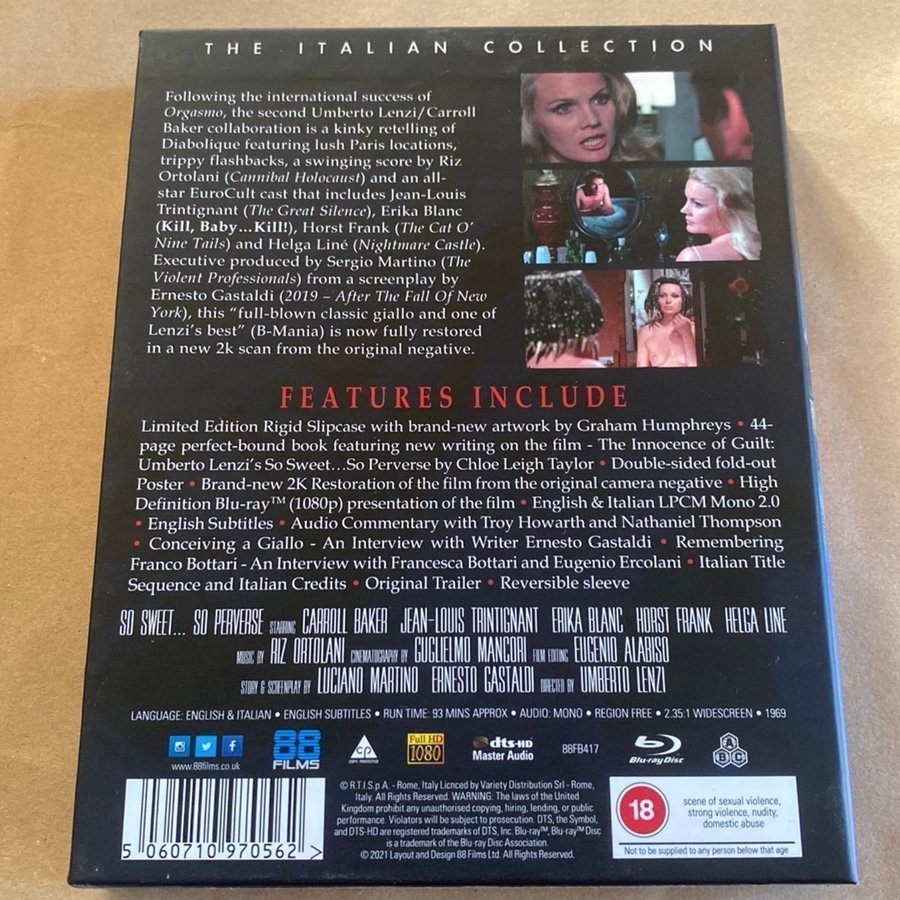 THE ITALIAN COLLECTION
Following the international success of
Orgasmo, the second Umberto Lenzi/Carroll
Baker collaboration is a kinky retelling of
Diabolique featuring lush Paris locations,
trippy flashbacks, a swinging score by Riz
Ortolani (Cannibal Holocaust) and an all-
star EuroCult cast that includes Jean-Louis
Trintignant (The Great Silence), Erika Blanc
(Kill, Baby...Kill!), Horst Frank (The Cat O'
Nine Tails) and Helga Liné (Nightmare Castle).
Executive produced by Sergio Martino (The
Violent Professionals) from a screenplay by
Ernesto Gastaldi (2019 – After The Fall Of New
York), this “full-blown classic giallo and one of
Lenzi's best” (B-Mania) is now fully restored
in a new 2k scan from the original negative.
FEATURES INCLUDE
Limited Edition Rigid Slipcase with brand-new artwork by Graham Humphreys • 44-
page perfect-bound book featuring new writing on the film - The Innocence of Guilt:
Umberto Lenzi's So Sweet...So Perverse by Chloe Leigh Taylor • Double-sided fold-out
Poster • Brand-new 2K Restoration of the film from the original camera negative • High
Definition Blu-ray™ (1080p) presentation of the film • English & Italian LPCM Mono 2.0
• English Subtitles • Audio Commentary with Troy Howarth and Nathaniel Thompson
• Conceiving a Giallo - An Interview with Writer Ernesto Gastaldi • Remembering
Franco Bottari - An Interview with Francesca Bottari and Eugenio Ercolani • Italian Title
Sequence and Italian Credits • Original Trailer • Reversible sleeve
SO SWEET... SO PERVERSE STARRING CARROLL BAKER JEAN-LOUIS TRINTIGNANT ERIKA BLANC HORST FRANK HELGA LINE
MUSIC BY RIZ ORTOLANI CINEMATOGRAPHY BY GUGLIELMO MANCORI FILM EDITING EUGENIO ALABISO
STORY & SCREENPLAY BY LUCIANO MARTINO ERNESTO CASTALDI DIRECTED BY UMBERTO LENZI
LANGUAGE: ENGLISH & ITALIAN • ENGLISH SUBTITLES • RUN TIME: 93 MINS APPROX • AUDIO: MONO • REGION FREE • 2.35:1 WIDESCREEN • 1969
www.88films.co.uk
88 FILMS
CP
COPY PROTECTED
Full HD
1080
dts-HD
Master Audio
88FB417
Blu-ray Disc
A B C
© R.T.I S.p.A. - Rome, Italy Licenced by Variety Distribution Srl - Rome,
Italy. All Rights Reserved. WARNING: The laws of the United
Kingdom prohibit any unauthorised copying, hiring, lending, or public
performance. Violators will be subject to prosecution. DTS, the Symbol,
and DTS-HD are registered trademarks of DTS, Inc. Blu-ray™, Blu-ray™ Disc
is a trademark of the Blu-ray Disc Association.
© 2021 Layout and Design 88 Films Ltd. All Rights Reserved.
5 060710 970562 >
18
scene of sexual violence,
strong violence, nudity,
domestic abuse
Not to be supplied to any person below that age